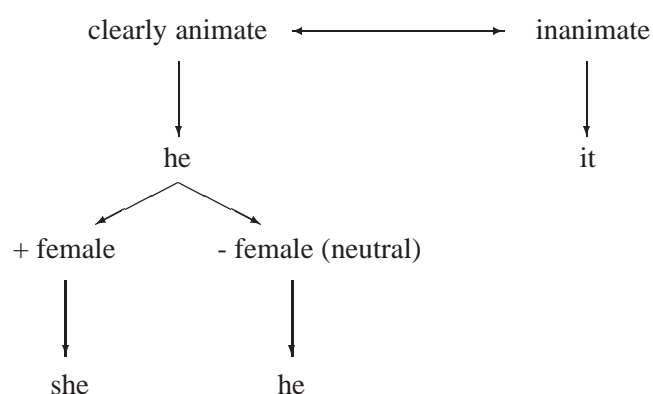 clearly animate inanimate
he it
+ female - female (neutral)
she he